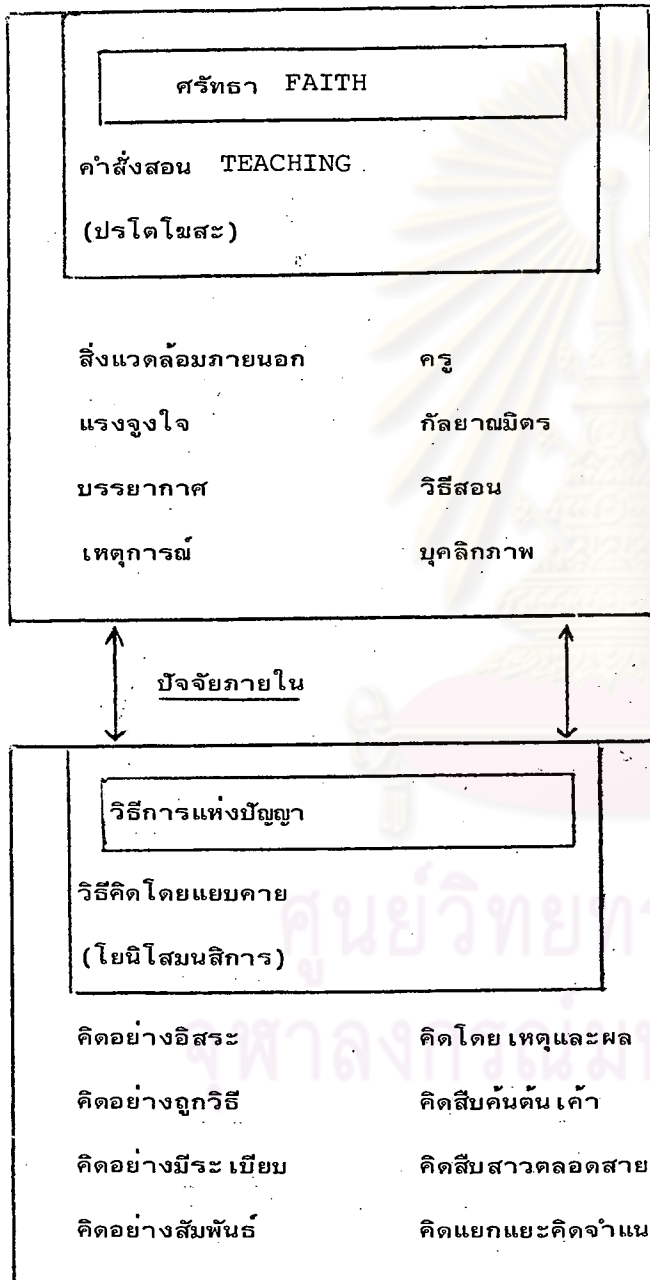 ศรัทธา FAITH
คำสั่งสอน TEACHING
(ปรโตโฆสะ)
สิ่งแวดล้อมภายนอก ครู
แรงจูงใจ กัลยาณมิตร
บรรยากาศ วิธีสอน
เหตุการณ์ บุคลิกภาพ
ปัจจัยภายใน
วิธีการแห่งปัญญา
วิธีคิดโดยแยบคาย
(โยนิโสมนสิการ)
คิดอย่างอิสระ คิดโดยเหตุและผล
คิดอย่างถูกวิธี คิดสืบค้นต้นเค้า
คิดอย่างมีระเบียบ คิดสืบสาวตลอดสาย
คิดอย่างสัมพันธ์ คิดแยกแยะคิดจำแน